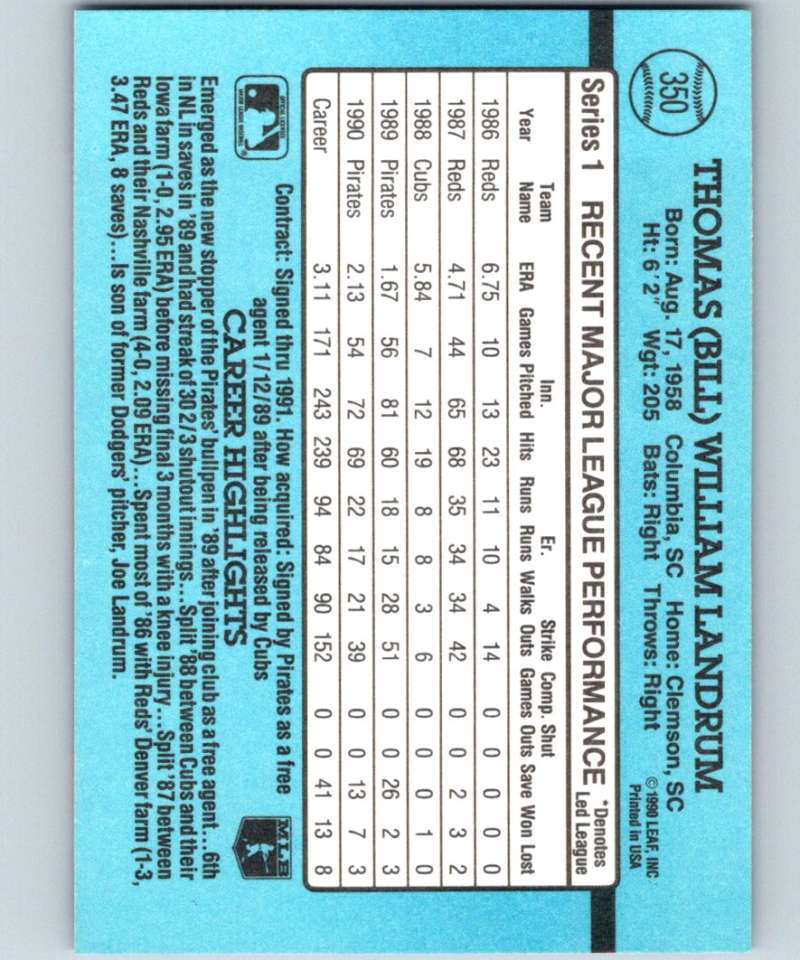 350
THOMAS (BILL) WILLIAM LANDRUM
Born: Aug. 17, 1958 Columbia, SC Home: Clemson, SC
Ht: 6' 2" Wgt: 205 Bats: Right Throws: Right
©1990 LEAF, INC.
Printed in USA
Series 1 RECENT MAJOR LEAGUE PERFORMANCE *Denotes
Led League
Team Inn. Er. Strike Comp. Shut
Year Name ERA Games Pitched Hits Runs Runs Walks Outs Games Outs Save Won Lost
1986 Reds 6.75 10 13 23 11 10 4 14 0 0 0 0 0
1987 Reds 4.71 44 65 68 35 34 34 42 0 0 2 3 2
1988 Cubs 5.84 7 12 19 8 8 3 6 0 0 0 1 0
1989 Pirates 1.67 56 81 60 18 15 28 51 0 0 26 2 3
1990 Pirates 2.13 54 72 69 22 17 21 39 0 0 13 7 3
Career 3.11 171 243 239 94 84 90 152 0 0 41 13 8
OFFICIAL LICENSEE
MAJOR LEAGUE BASEBALL
®
Contract: Signed thru 1991. How acquired: Signed by Pirates as a free
agent 1/12/89 after being released by Cubs
MLB
CAREER HIGHLIGHTS
Emerged as the new stopper of the Pirates' bullpen in '89 after joining club as a free agent...6th
in NL in saves in '89 and had streak of 30 2/3 shutout innings...Split '88 between Cubs and their
Iowa farm (1-0, 2.95 ERA) before missing final 3 months with a knee injury...Split '87 between
Reds and their Nashville farm (4-0, 2.09 ERA)...Spent most of '86 with Reds' Denver farm (1-3,
3.47 ERA, 8 saves)...Is son of former Dodgers' pitcher, Joe Landrum.